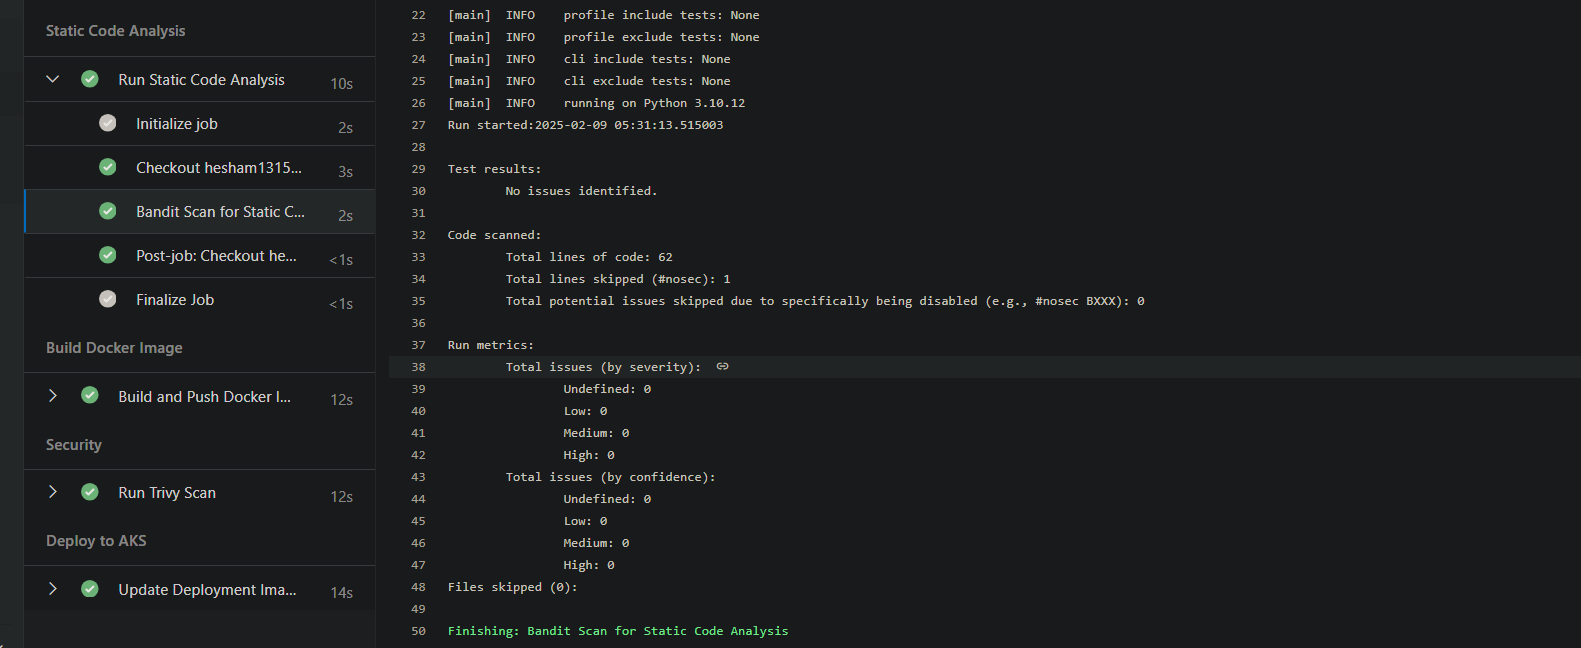 Static Code Analysis
Run Static Code Analysis 10s
Initialize job 2s
Checkout hesham1315... 3s
Bandit Scan for Static C... 2s
Post-job: Checkout he... <1s
Finalize Job <1s
Build Docker Image
Build and Push Docker I... 12s
Security
Run Trivy Scan 12s
Deploy to AKS
Update Deployment Ima... 14s
22 [main] INFO profile include tests: None
23 [main] INFO profile exclude tests: None
24 [main] INFO cli include tests: None
25 [main] INFO cli exclude tests: None
26 [main] INFO running on Python 3.10.12
27 Run started:2025-02-09 05:31:13.515003
28
29 Test results:
30 No issues identified.
31
32 Code scanned:
33 Total lines of code: 62
34 Total lines skipped (#nosec): 1
35 Total potential issues skipped due to specifically being disabled (e.g., #nosec BXXX): 0
36
37 Run metrics:
38 Total issues (by severity):
39 Undefined: 0
40 Low: 0
41 Medium: 0
42 High: 0
43 Total issues (by confidence):
44 Undefined: 0
45 Low: 0
46 Medium: 0
47 High: 0
48 Files skipped (0):
49
50 Finishing: Bandit Scan for Static Code Analysis